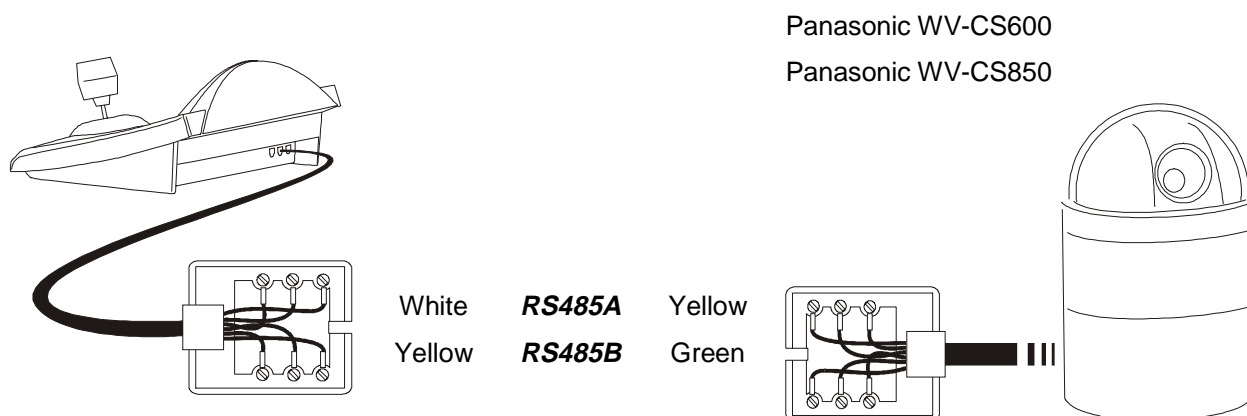 Panasonic WV-CS600
Panasonic WV-CS850
White RS485A Yellow
Yellow RS485B Green